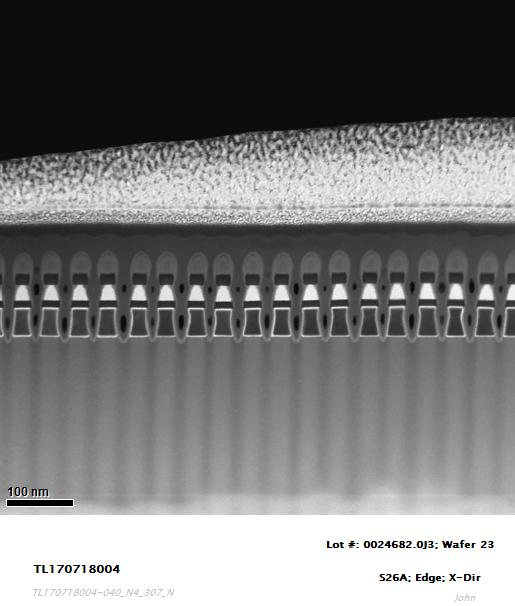 100 nm
Lot #: 0024682.0J3; Wafer 23
TL170718004
S26A; Edge; X-Dir
TL170718004-040_N4_307_N
John